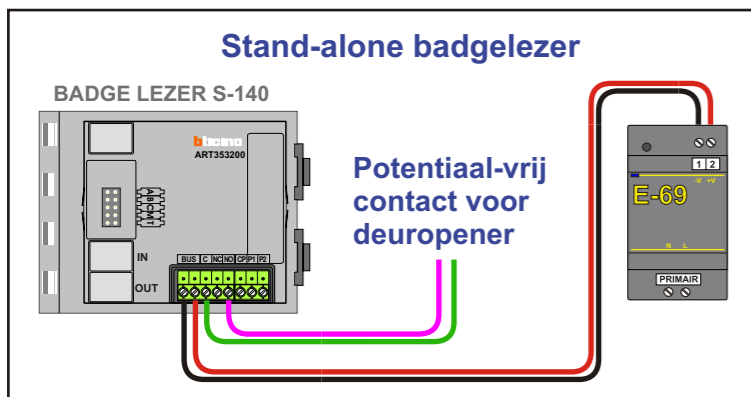 Stand-alone badgelezer
BADGE LEZER S-140
bticino
ART353200
A
B
C
M
T
IN
OUT
BUS C NC NO CP P1 P2
Potentiaal-vrij
contact voor
deuropener
1 2
-V +V
E-69
N L
PRIMAIR